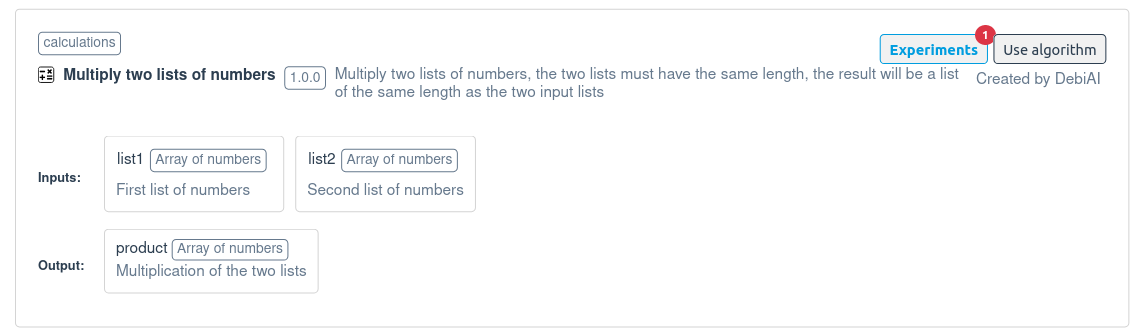 calculations
Experiments
1
Use algorithm
Multiply two lists of numbers
1.0.0
Multiply two lists of numbers, the two lists must have the same length, the result will be a list
of the same length as the two input lists
Created by DebiAI
Inputs:
list1 Array of numbers
First list of numbers
list2 Array of numbers
Second list of numbers
Output:
product Array of numbers
Multiplication of the two lists